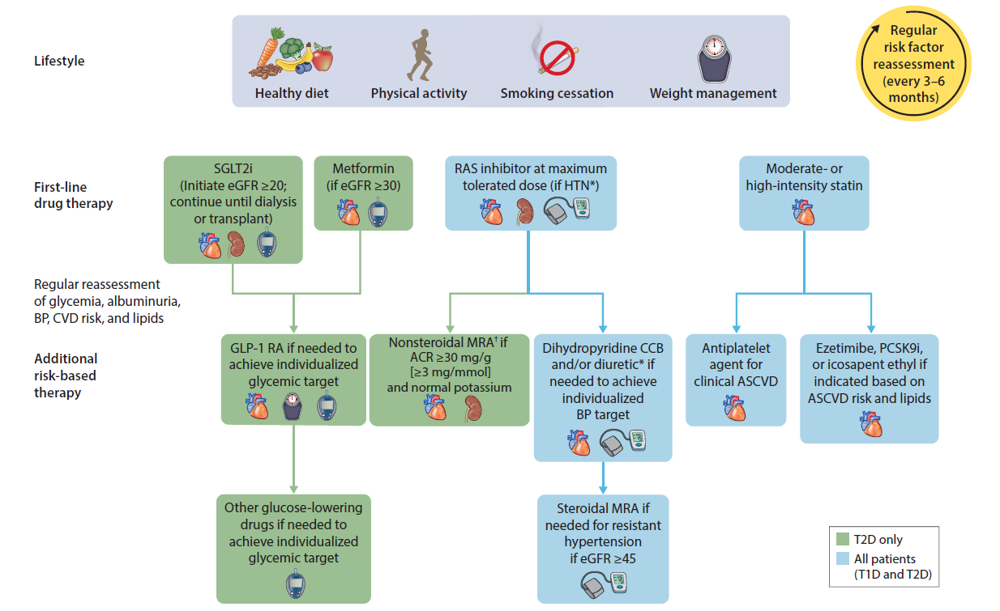 Lifestyle
Healthy diet
Physical activity
Smoking cessation
Weight management
Regular
risk factor
reassessment
(every 3–6
months)
First-line
drug therapy
SGLT2i
(Initiate eGFR ≥20;
continue until dialysis
or transplant)
Metformin
(if eGFR ≥30)
RAS inhibitor at maximum
tolerated dose (if HTN*)
Moderate- or
high-intensity statin
Regular reassessment
of glycemia, albuminuria,
BP, CVD risk, and lipids
Additional
risk-based
therapy
GLP-1 RA if needed to
achieve individualized
glycemic target
Nonsteroidal MRA† if
ACR ≥30 mg/g
[≥3 mg/mmol]
and normal potassium
Dihydropyridine CCB
and/or diuretic* if
needed to achieve
individualized
BP target
Antiplatelet
agent for
clinical ASCVD
Ezetimibe, PCSK9i,
or icosapent ethyl if
indicated based on
ASCVD risk and lipids
Other glucose-lowering
drugs if needed to
achieve individualized
glycemic target
Steroidal MRA if
needed for resistant
hypertension
if eGFR ≥45
T2D only
All patients
(T1D and T2D)